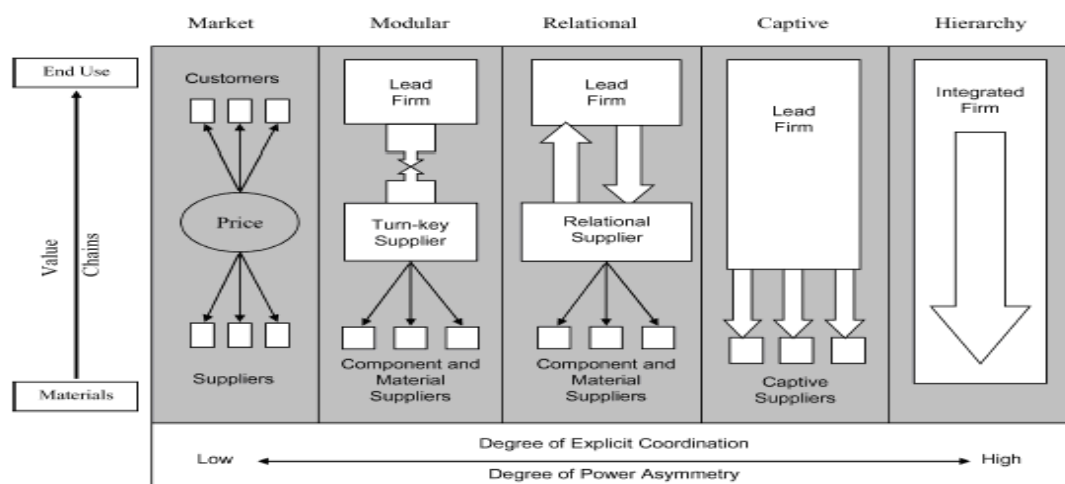 Market
Modular
Relational
Captive
Hierarchy
End Use
Value
Chains
Materials
Customers
Price
Suppliers
Lead
Firm
Turn-key
Supplier
Component and
Material
Suppliers
Lead
Firm
Relational
Supplier
Component and
Material
Suppliers
Lead
Firm
Captive
Suppliers
Integrated
Firm
Degree of Explicit Coordination
Low
High
Degree of Power Asymmetry